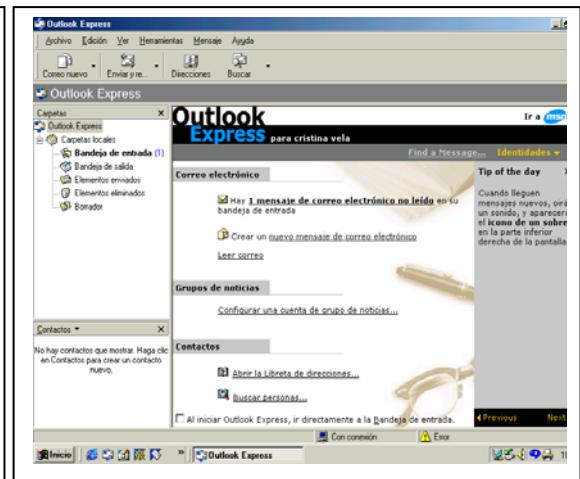 Outlook Express
Archivo Edición Ver Herramientas Mensaje Ayuda
Correo nuevo Enviar y re... Direcciones Buscar
Outlook Express
Carpetas x
Outlook Express
Carpetas locales
Bandeja de entrada (1)
Bandeja de salida
Elementos enviados
Elementos eliminados
Borrador
Contactos x
No hay contactos que mostrar. Haga clic
en Contactos para crear un contacto
nuevo.
Outlook
Express para cristina vela
Ir a msn
Find a Message... Identidades
Correo electrónico
Hay 1 mensaje de correo electrónico no leído en su
bandeja de entrada
Crear un nuevo mensaje de correo electrónico
Leer correo
Grupos de noticias
Configurar una cuenta de grupo de noticias...
Contactos
Abrir la Libreta de direcciones...
Buscar personas...
Al iniciar Outlook Express, ir directamente a la Bandeja de entrada.
Tip of the day
Cuando lleguen
mensajes nuevos, oirá
un sonido, y aparecerá
el icono de un sobre
en la parte inferior
derecha de la pantalla
Previous Next
Con conexión Error
Inicio » Outlook Express